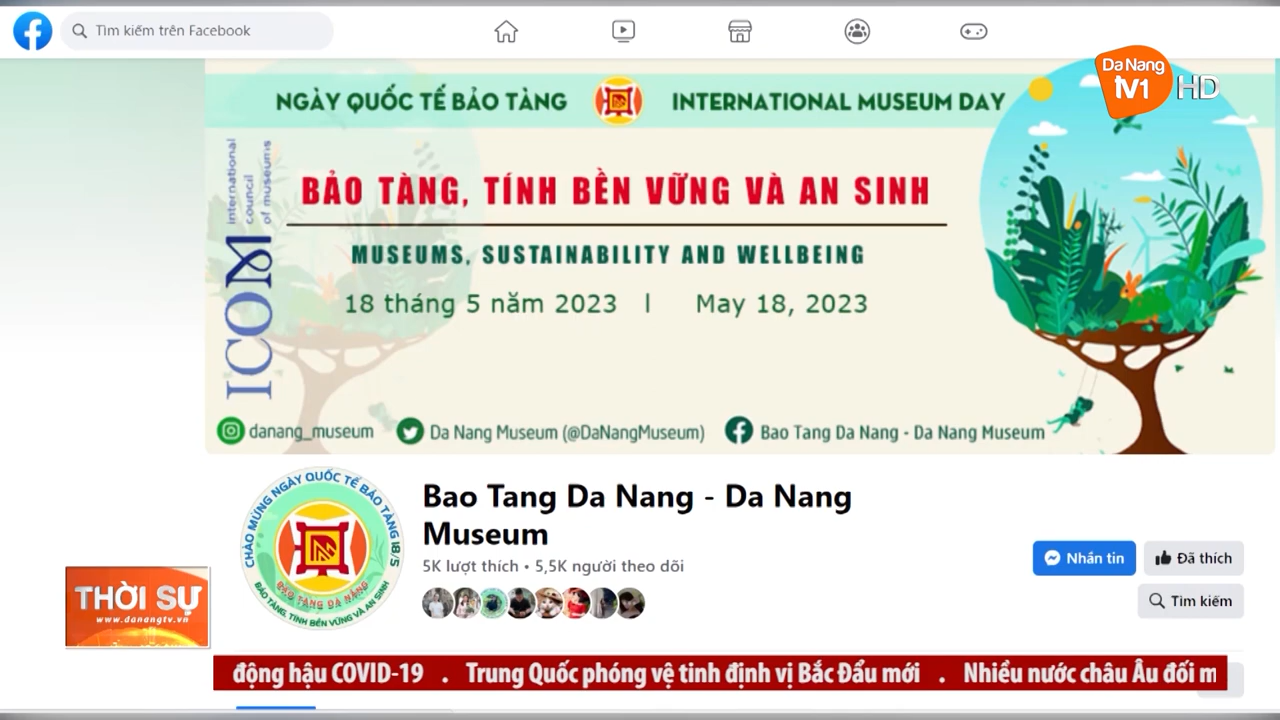 Tìm kiếm trên Facebook
Da Nang
TV1 HD
NGÀY QUỐC TẾ BẢO TÀNG
INTERNATIONAL MUSEUM DAY
ICOM
international
council
of museums
BẢO TÀNG, TÍNH BỀN VỮNG VÀ AN SINH
MUSEUMS, SUSTAINABILITY AND WELLBEING
18 tháng 5 năm 2023 | May 18, 2023
danang_museum
Da Nang Museum (@DaNangMuseum)
Bao Tang Da Nang - Da Nang Museum
CHÀO MỪNG NGÀY QUỐC TẾ BẢO TÀNG 18/5
BẢO TÀNG ĐÀ NẴNG
BẢO TÀNG, TÍNH BỀN VỮNG VÀ AN SINH
Bao Tang Da Nang - Da Nang
Museum
5K lượt thích • 5,5K người theo dõi
Nhắn tin
Đã thích
Tìm kiếm
THỜI SỰ
www.danangtv.vn
động hậu COVID-19 . Trung Quốc phóng vệ tinh định vị Bắc Đẩu mới . Nhiều nước châu Âu đối m